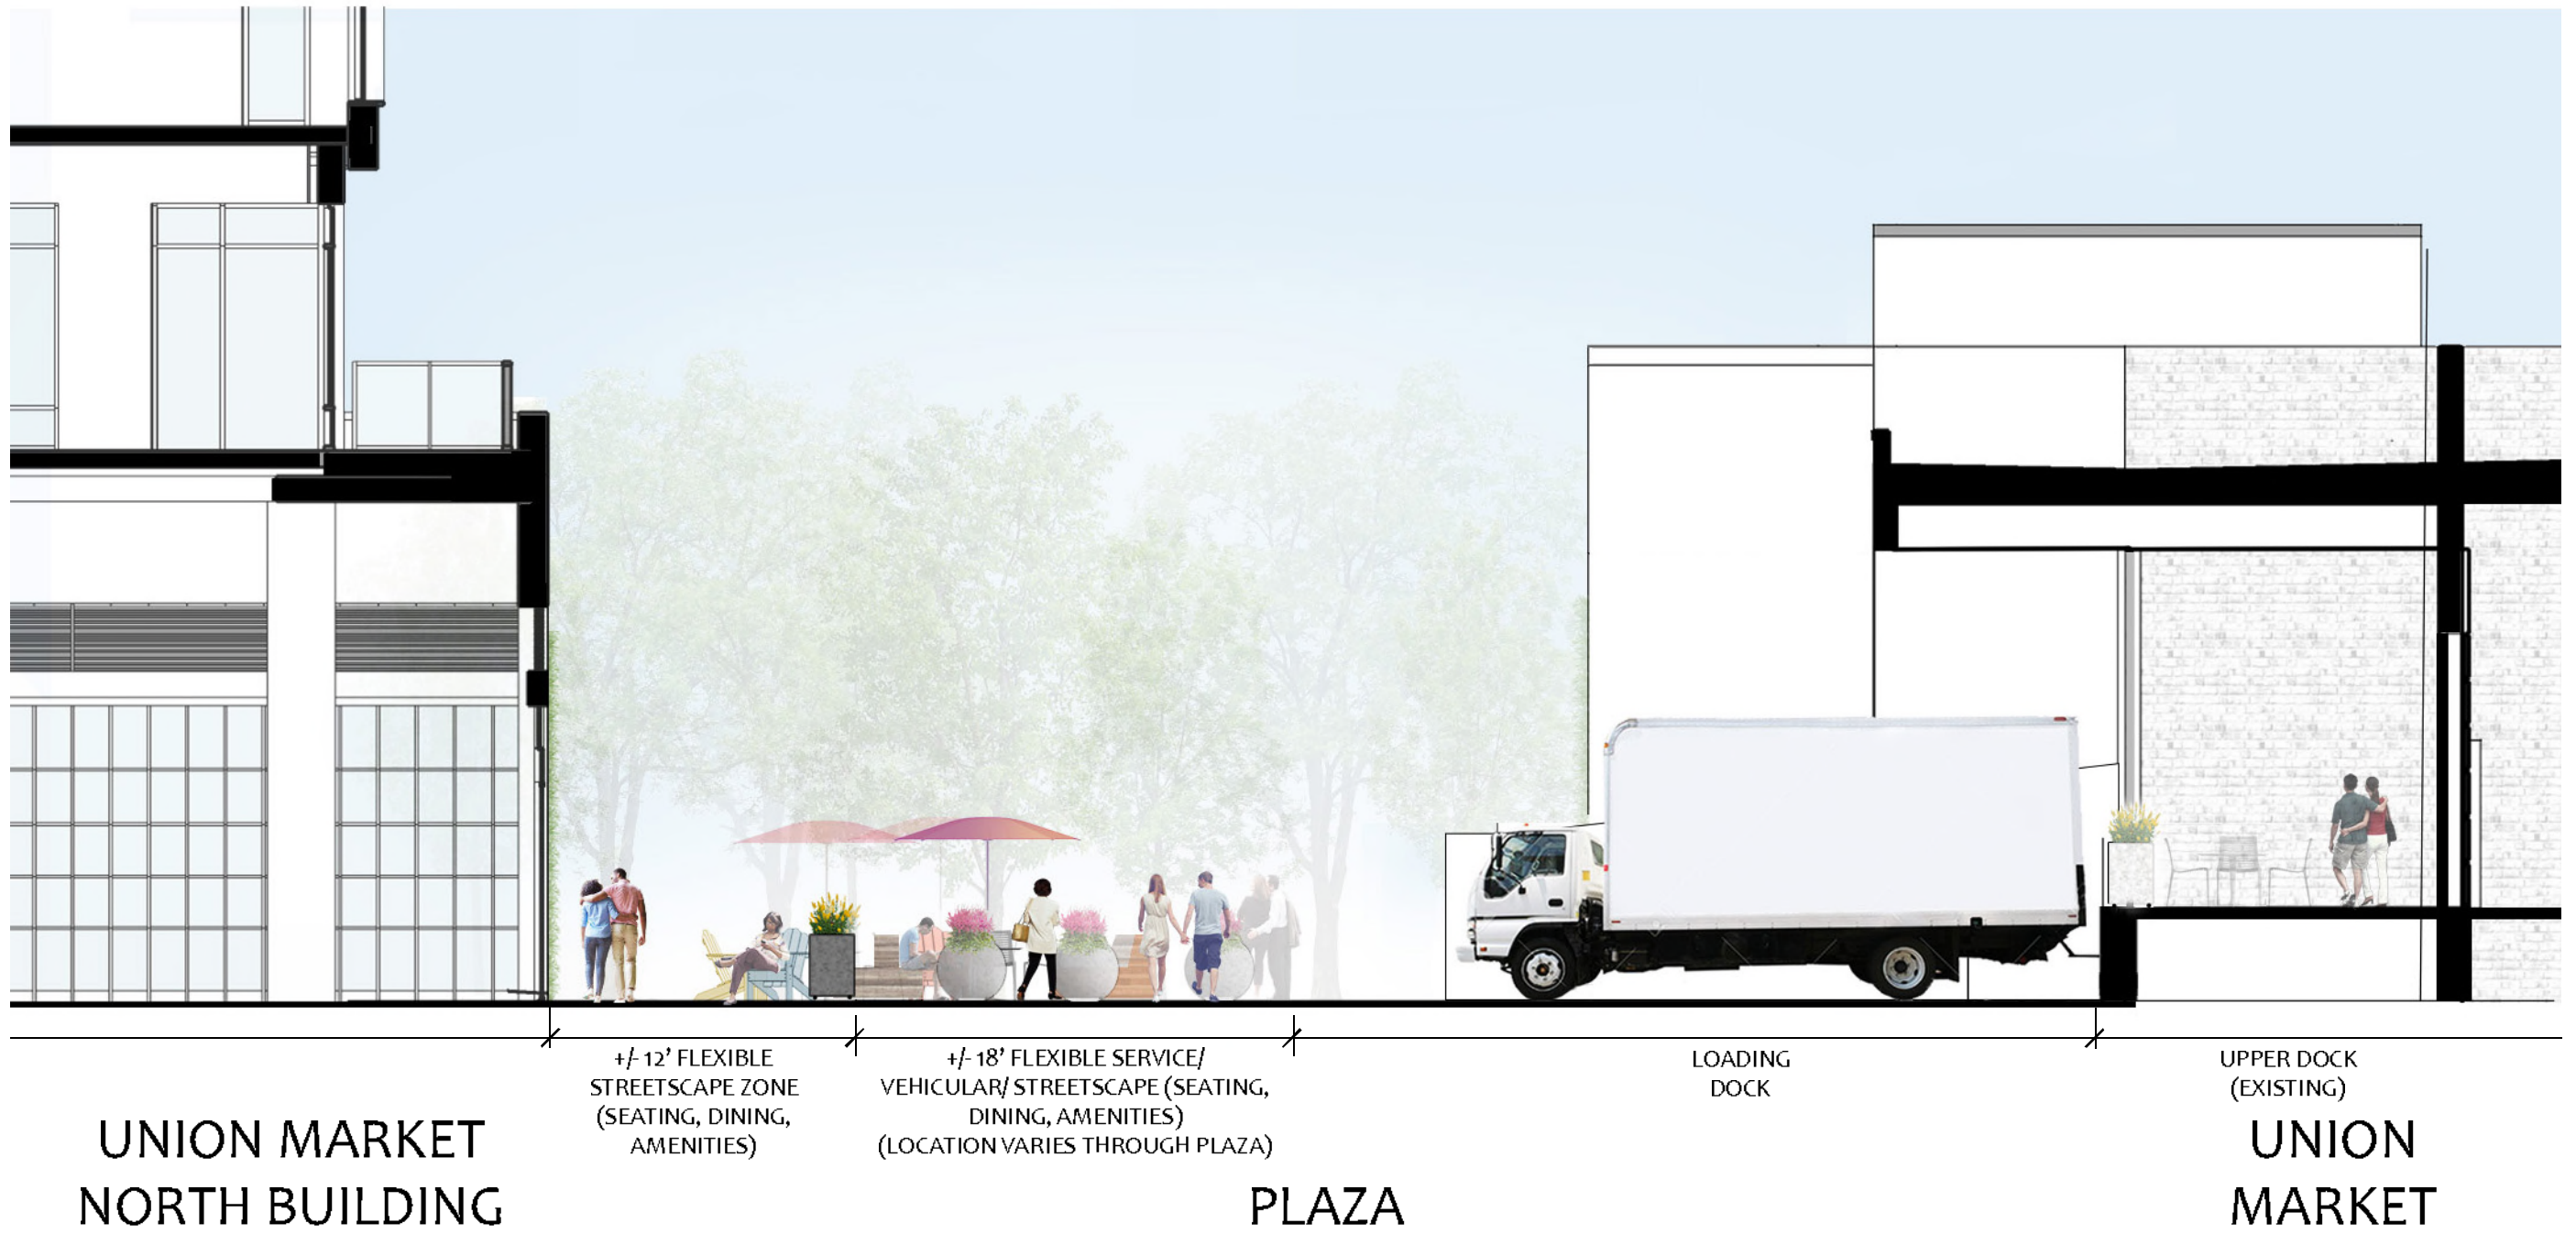 +/- 12' FLEXIBLE
STREETSCAPE ZONE
(SEATING, DINING,
AMENITIES)
+/- 18' FLEXIBLE SERVICE/
VEHICULAR/ STREETSCAPE (SEATING,
DINING, AMENITIES)
(LOCATION VARIES THROUGH PLAZA)
LOADING
DOCK
UPPER DOCK
(EXISTING)
UNION MARKET
NORTH BUILDING
PLAZA
UNION
MARKET